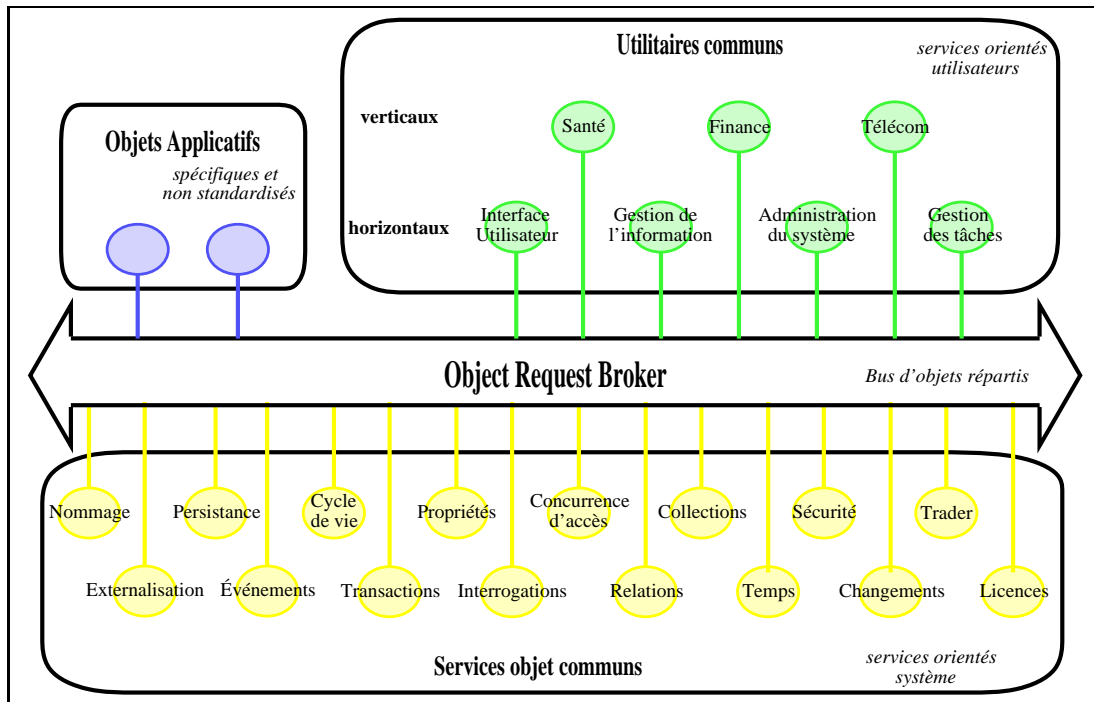 Utilitaires communs
services orientés
utilisateurs
verticaux
Santé
Finance
Télécom
Objets Applicatifs
spécifiques et
non standardisés
horizontaux
Interface
Utilisateur
Gestion de
l'information
Administration
du système
Gestion
des tâches
Object Request Broker
Bus d'objets répartis
Nommage
Persistance
Cycle
de vie
Propriétés
Concurrence
d'accès
Collections
Sécurité
Trader
Externalisation
Événements
Transactions
Interrogations
Relations
Temps
Changements
Licences
Services objet communs
services orientés
système